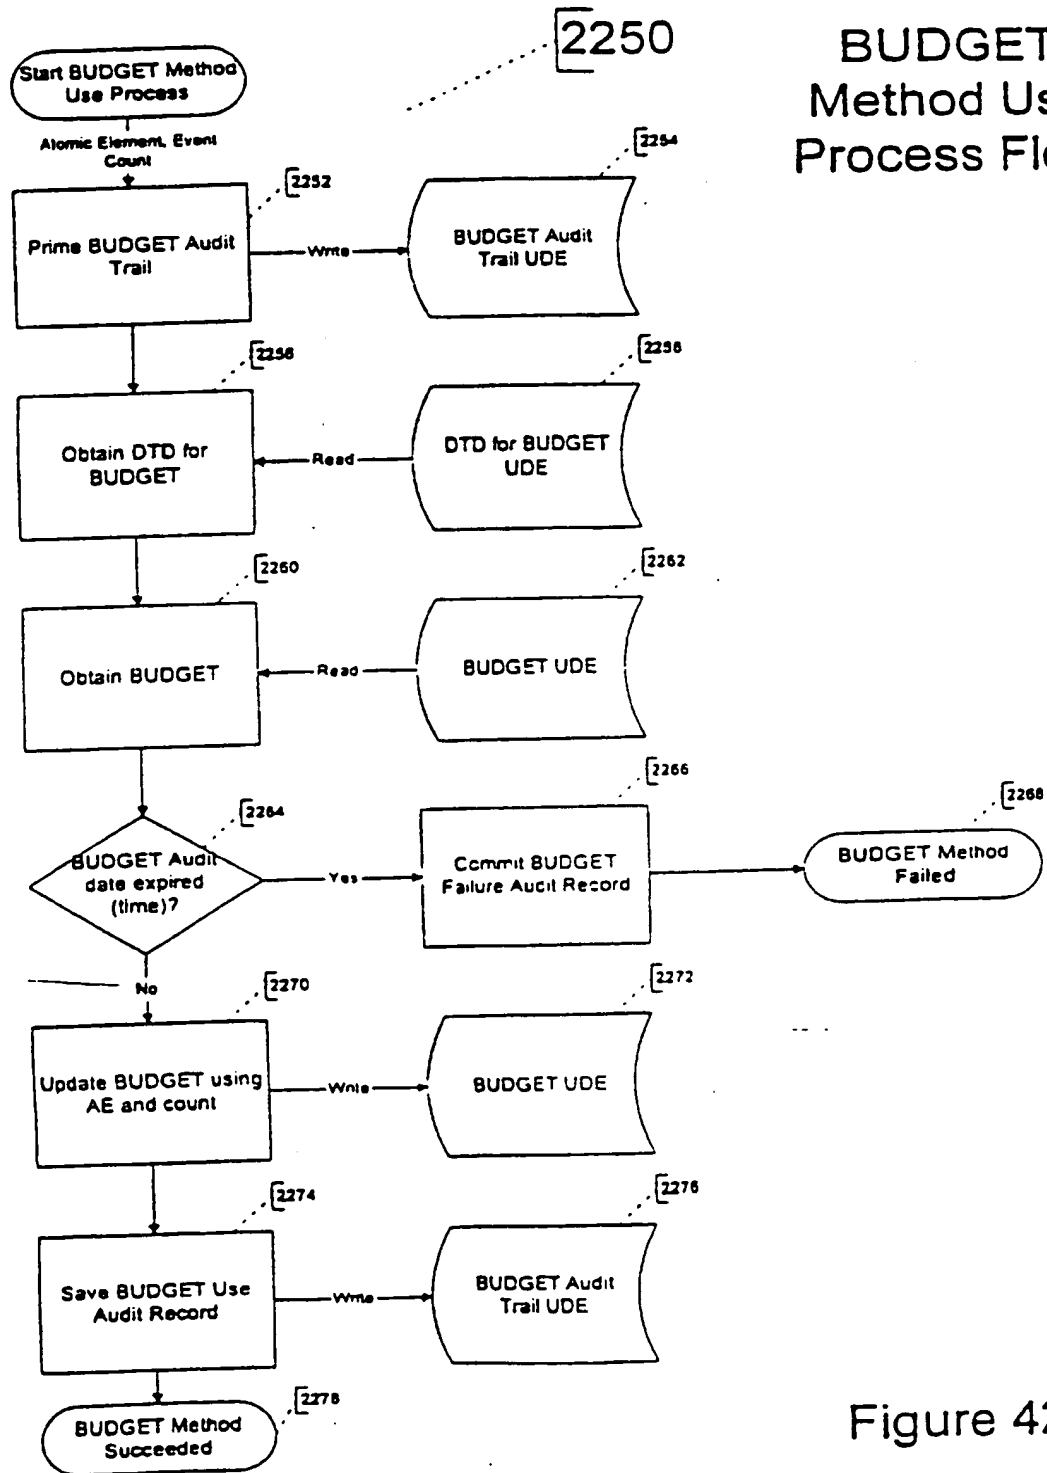 2250
BUDGET
Method Us
Process Flo
Start BUDGET Method
Use Process
Atomic Element, Event
Count
2252
2254
Prime BUDGET Audit
Trail
Write
BUDGET Audit
Trail UDE
2258
2256
Obtain DTD for
BUDGET
Read
DTD for BUDGET
UDE
2260
2262
Obtain BUDGET
Read
BUDGET UDE
2264
2266
2268
BUDGET Audit
date expired
(time)?
Yes
Commit BUDGET
Failure Audit Record
BUDGET Method
Failed
No
2270
2272
Update BUDGET using
AE and count
Write
BUDGET UDE
2274
2276
Save BUDGET Use
Audit Record
Write
BUDGET Audit
Trail UDE
2278
BUDGET Method
Succeeded
Figure 42